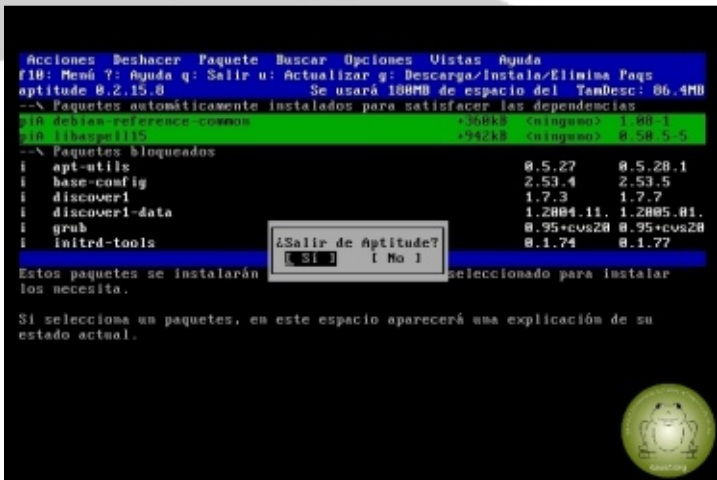 Acciones Deshacer Paquete Buscar Opciones Vistas Ayuda
f10: Menú ?: Ayuda q: Salir u: Actualizar g: Descarga/Instala/Elimina Paqs
aptitude 0.2.15.8 Se usará 180MB de espacio del TamDesc: 86.4MB
--\ Paquetes automáticamente instalados para satisfacer las dependencias
piA debian-reference-common +360kB <ninguno> 1.08-1
piA libaspell15 +942kB <ninguno> 0.50.5-5
--\ Paquetes bloqueados
i apt-utils 0.5.27 0.5.28.1
i base-config 2.53.4 2.53.5
i discover1 1.7.3 1.7.7
i discover1-data 1.2004.11. 1.2005.01.
i grub 0.95+cvs20 0.95+cvs20
i initrd-tools 0.1.74 0.1.77
¿Salir de Aptitude?
[ Sí ] [ No ]
Estos paquetes se instalarán seleccionado para instalar
los necesita.
Si selecciona un paquetes, en este espacio aparecerá una explicación de su
estado actual.